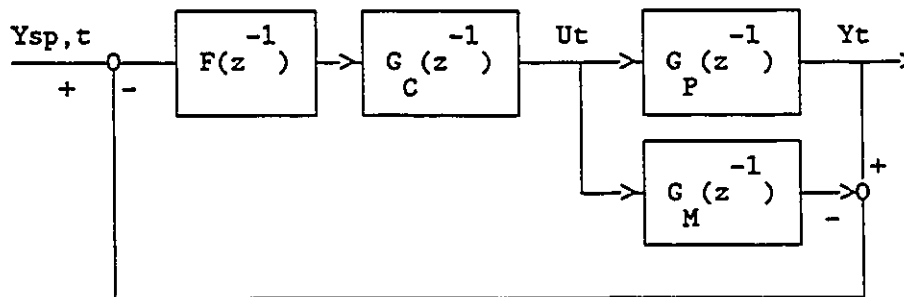 Ysp,t
+
-
F(z^-1)
G_C(z^-1)
Ut
G_P(z^-1)
Yt
G_M(z^-1)
+
-